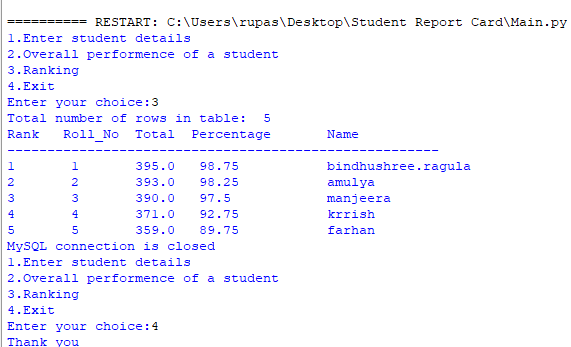 ========== RESTART: C:\Users\rupas\Desktop\Student Report Card\Main.py
1.Enter student details
2.Overall performence of a student
3.Ranking
4.Exit
Enter your choice:3
Total number of rows in table:  5
Rank   Roll_No  Total  Percentage       Name
------------------------------------------------------
1       1       395.0   98.75           bindhushree.ragula
2       2       393.0   98.25           amulya
3       3       390.0   97.5            manjeera
4       4       371.0   92.75           krrish
5       5       359.0   89.75           farhan
MySQL connection is closed
1.Enter student details
2.Overall performence of a student
3.Ranking
4.Exit
Enter your choice:4
Thank you